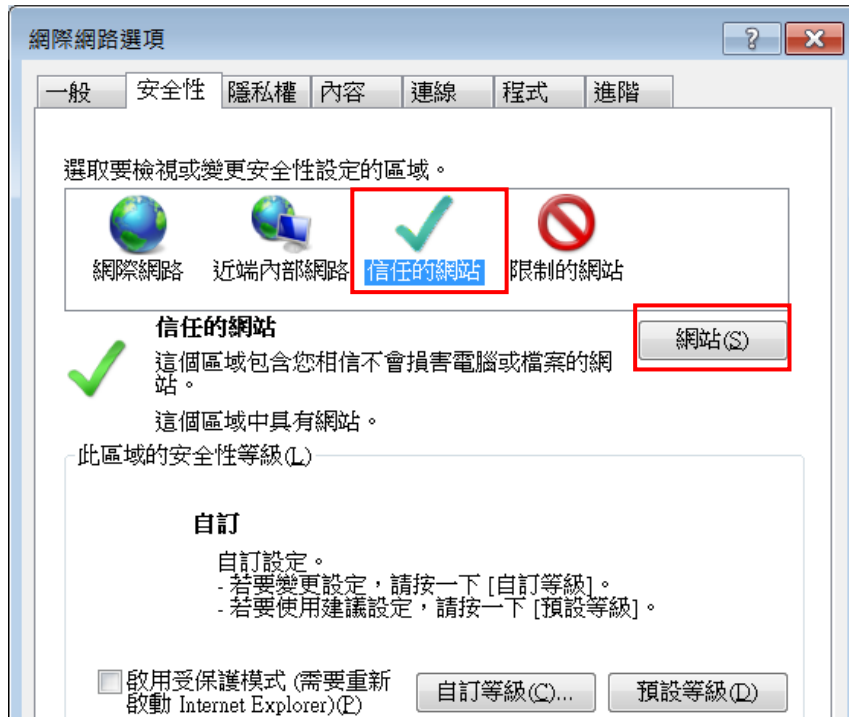 網際網路選項
一般 安全性 隱私權 內容 連線 程式 進階
選取要檢視或變更安全性設定的區域。
網際網路 近端內部網路 信任的網站 限制的網站
信任的網站
網站(S)
這個區域包含您相信不會損害電腦或檔案的網
站。
這個區域中具有網站。
此區域的安全性等級(L)
自訂
自訂設定。
- 若要變更設定，請按一下 [自訂等級]。
- 若要使用建議設定，請按一下 [預設等級]。
啟用受保護模式 (需要重新
啟動 Internet Explorer)(P)
自訂等級(C)... 預設等級(D)